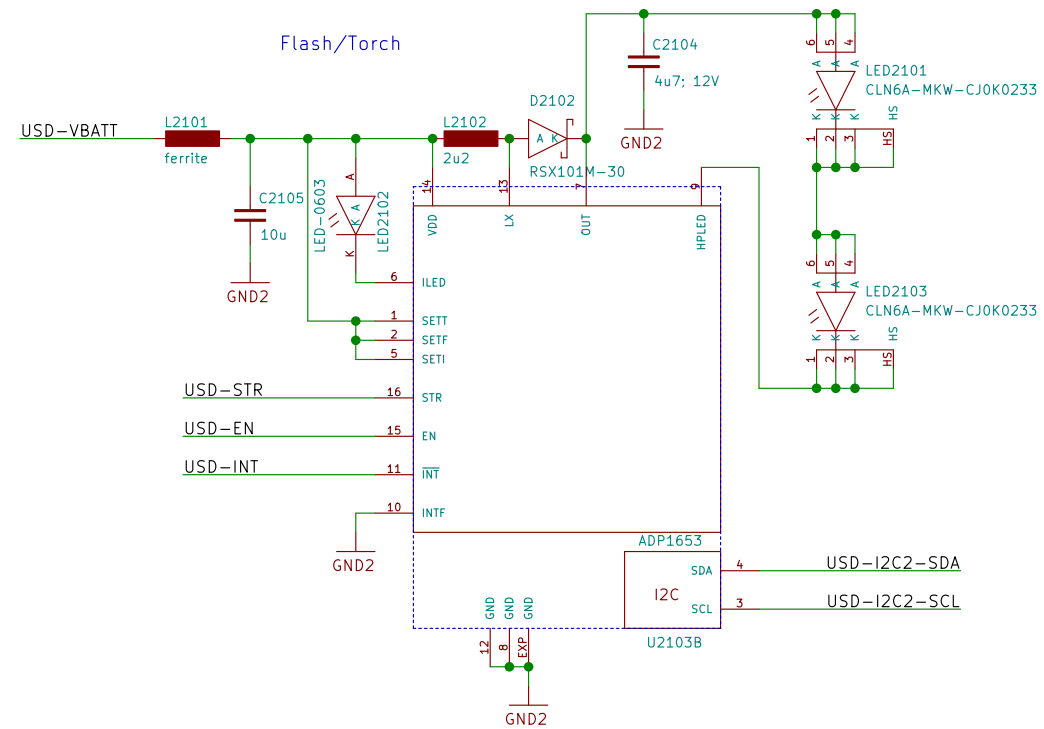 Flash/Torch
C2104
4u7; 12V
GND2
6
5
4
A
A
A
LED2101
CLN6A-MKW-CJ0K0233
K
K
K
HS
1
2
3
HS
USD-VBATT
L2101
ferrite
L2102
2u2
D2102
A K
RSX101M-30
C2105
10u
GND2
LED-0603
A
K A
LED2102
K
14
13
7
9
VDD
LX
OUT
HPLED
6
5
4
A
A
A
LED2103
CLN6A-MKW-CJ0K0233
K
K
K
HS
1
2
3
HS
6 ILED
1 SETT
2 SETF
5 SETI
USD-STR 16 STR
USD-EN 15 EN
USD-INT 11 INT
10 INTF
GND2
ADP1653
SDA 4 USD-I2C2-SDA
I2C
SCL 3 USD-I2C2-SCL
U2103B
GND
GND
GND
12
8
EXP
GND2